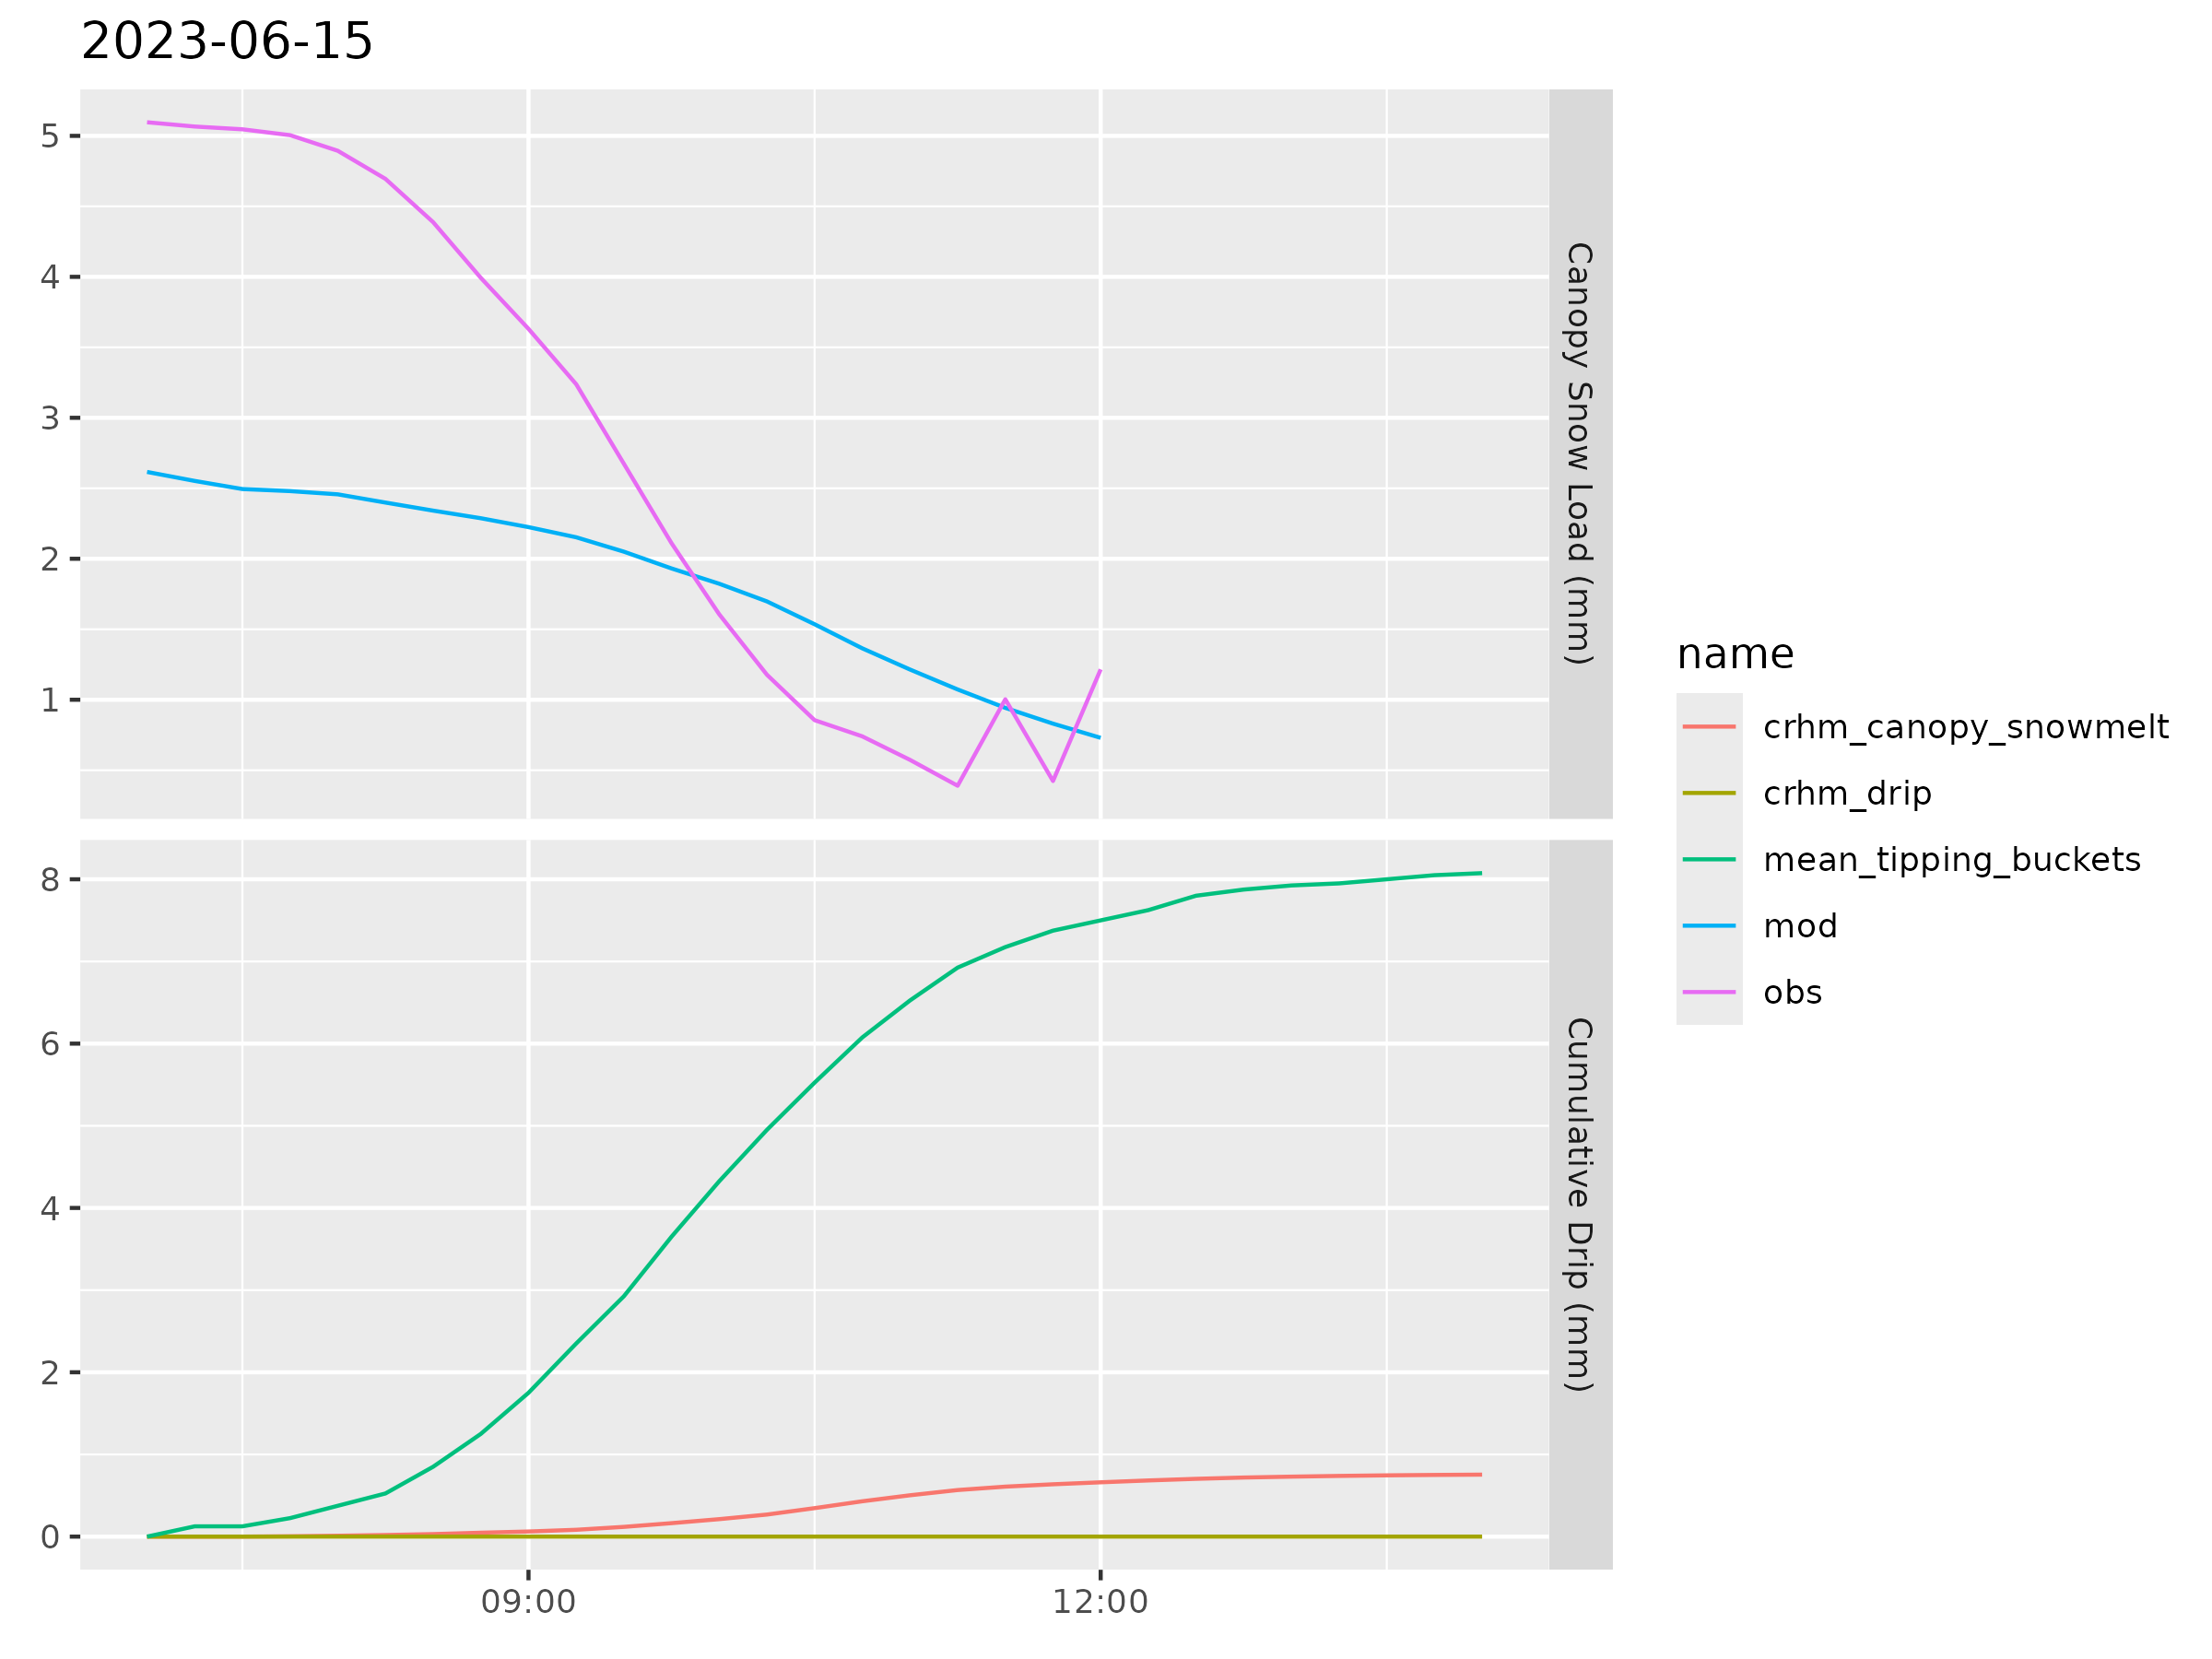 2023-06-15
5
4
3
2
1
Canopy Snow Load (mm)
8
6
4
2
0
Cumulative Drip (mm)
09:00
12:00
name
crhm_canopy_snowmelt
crhm_drip
mean_tipping_buckets
mod
obs